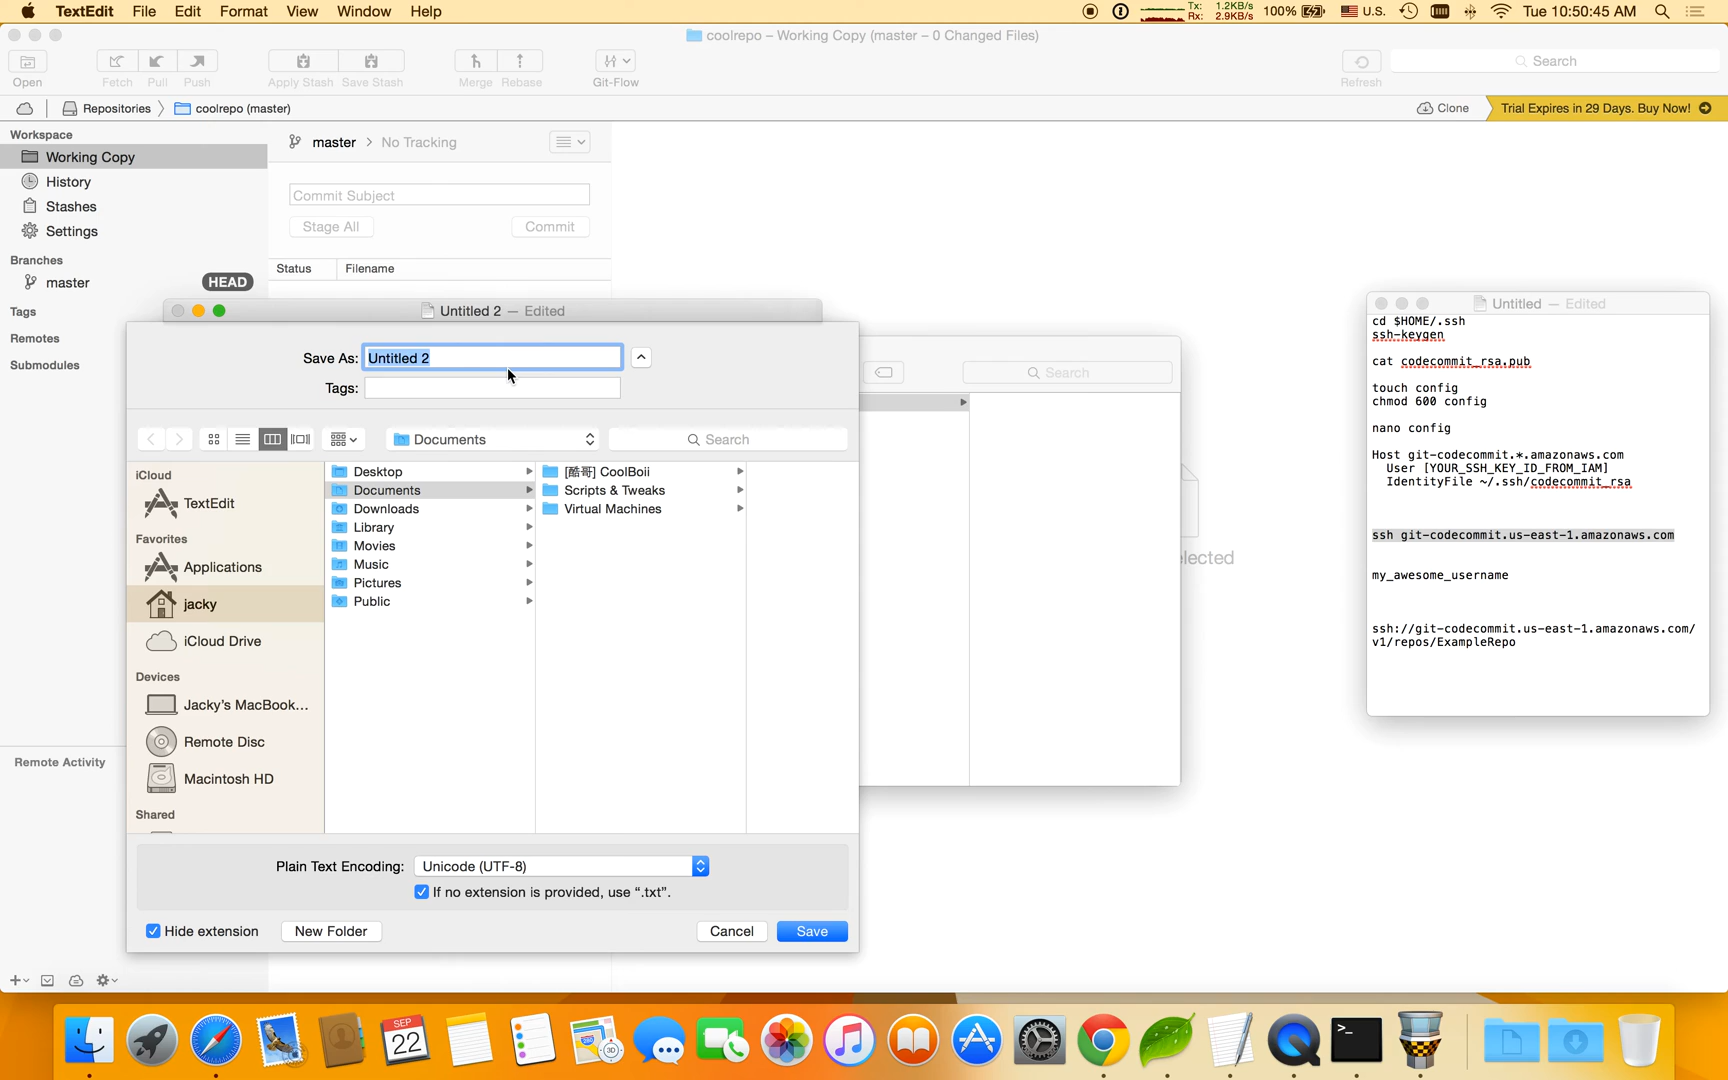 TextEdit File Edit Format View Window Help
Tx: 1.2KB/s
Rx: 2.9KB/s
100% U.S. Tue 10:50:45 AM
coolrepo – Working Copy (master – 0 Changed Files)
Open Fetch Pull Push Apply Stash Save Stash Merge Rebase Git-Flow Refresh
Search
Repositories coolrepo (master) Clone Trial Expires in 29 Days. Buy Now!
Workspace
Working Copy
History
Stashes
Settings
Branches
master HEAD
Tags
Remotes
Submodules
Remote Activity
master > No Tracking
Commit Subject
Stage All Commit
Status Filename
Untitled 2 — Edited
Save As: Untitled 2
Tags:
Documents Search
iCloud
TextEdit
Favorites
Applications
jacky
iCloud Drive
Devices
Jacky's MacBook...
Remote Disc
Macintosh HD
Shared
Desktop
Documents
Downloads
Library
Movies
Music
Pictures
Public
[酷哥] CoolBoii
Scripts & Tweaks
Virtual Machines
Plain Text Encoding: Unicode (UTF-8)
If no extension is provided, use “.txt”.
Hide extension New Folder Cancel Save
Search
lected
Untitled — Edited
cd $HOME/.ssh
ssh-keygen
cat codecommit_rsa.pub
touch config
chmod 600 config
nano config
Host git-codecommit.*.amazonaws.com
User [YOUR_SSH_KEY_ID_FROM_IAM]
IdentityFile ~/.ssh/codecommit_rsa
ssh git-codecommit.us-east-1.amazonaws.com
my_awesome_username
ssh://git-codecommit.us-east-1.amazonaws.com/
v1/repos/ExampleRepo
SEP
22
3D